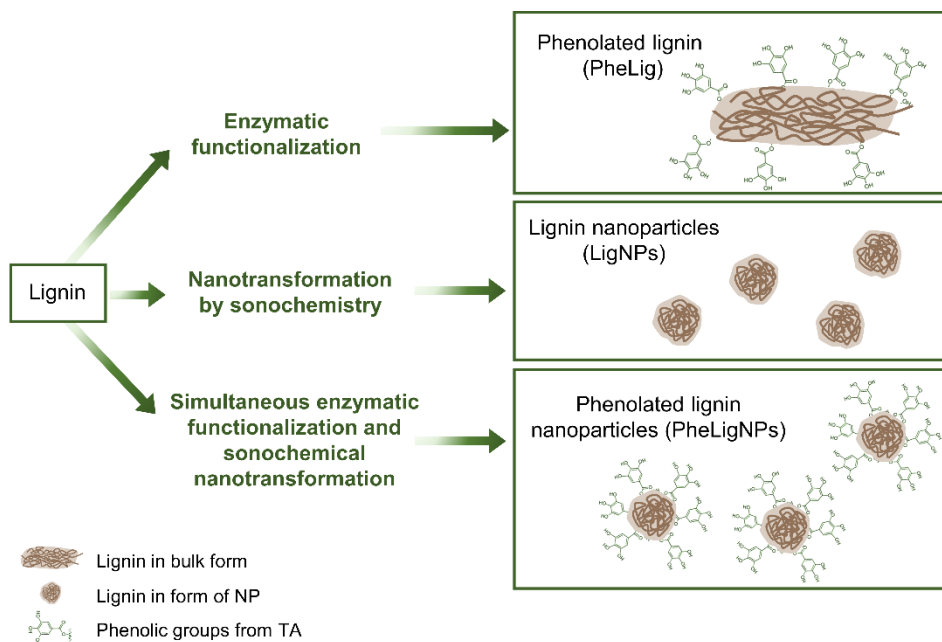 Phenolated lignin
(PheLig)
Enzymatic
functionalization
Lignin nanoparticles
(LigNPs)
Lignin
Nanotransformation
by sonochemistry
Simultaneous enzymatic
functionalization and
sonochemical
nanotransformation
Phenolated lignin
nanoparticles (PheLigNPs)
Lignin in bulk form
Lignin in form of NP
Phenolic groups from TA